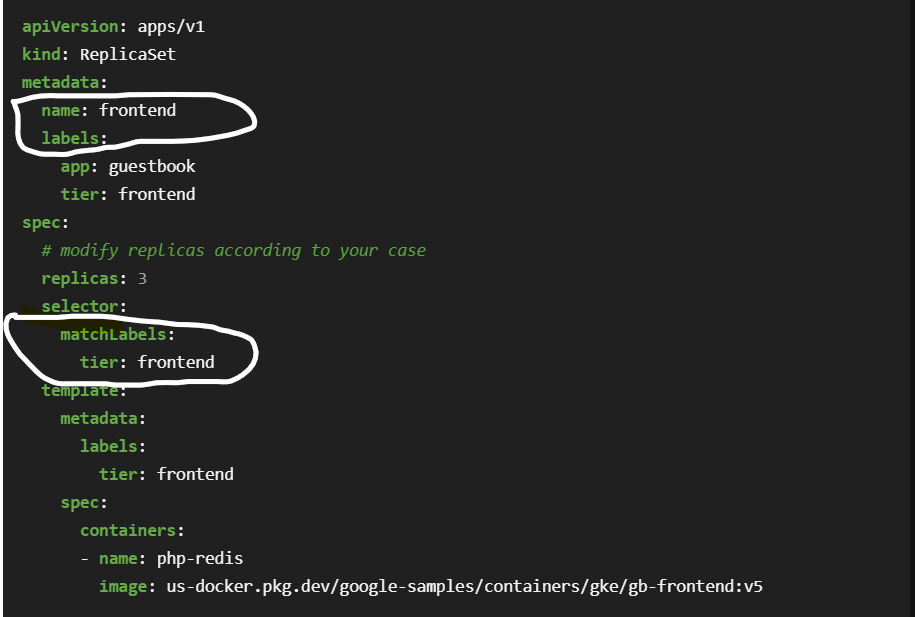 apiVersion: apps/v1
kind: ReplicaSet
metadata:
  name: frontend
  labels:
    app: guestbook
    tier: frontend
spec:
  # modify replicas according to your case
  replicas: 3
  selector:
    matchLabels:
      tier: frontend
  template:
    metadata:
      labels:
        tier: frontend
    spec:
      containers:
      - name: php-redis
        image: us-docker.pkg.dev/google-samples/containers/gke/gb-frontend:v5